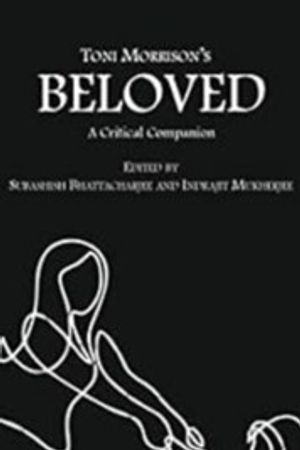 Toni Morrison's
BELOVED
A Critical Companion
Edited by
Subashish Bhattacharjee and Indrajit Mukherjee